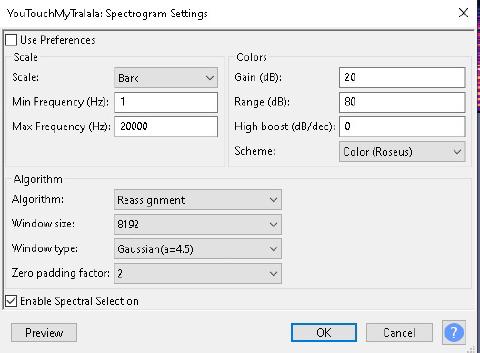 YouTouchMyTralala: Spectrogram Settings
Use Preferences
Scale
Scale: Bark
Min Frequency (Hz): 1
Max Frequency (Hz): 20000
Colors
Gain (dB): 20
Range (dB): 80
High boost (dB/dec): 0
Scheme: Color (Roseus)
Algorithm
Algorithm: Reassignment
Window size: 8192
Window type: Gaussian(a=4.5)
Zero padding factor: 2
Enable Spectral Selection
Preview
OK
Cancel
?